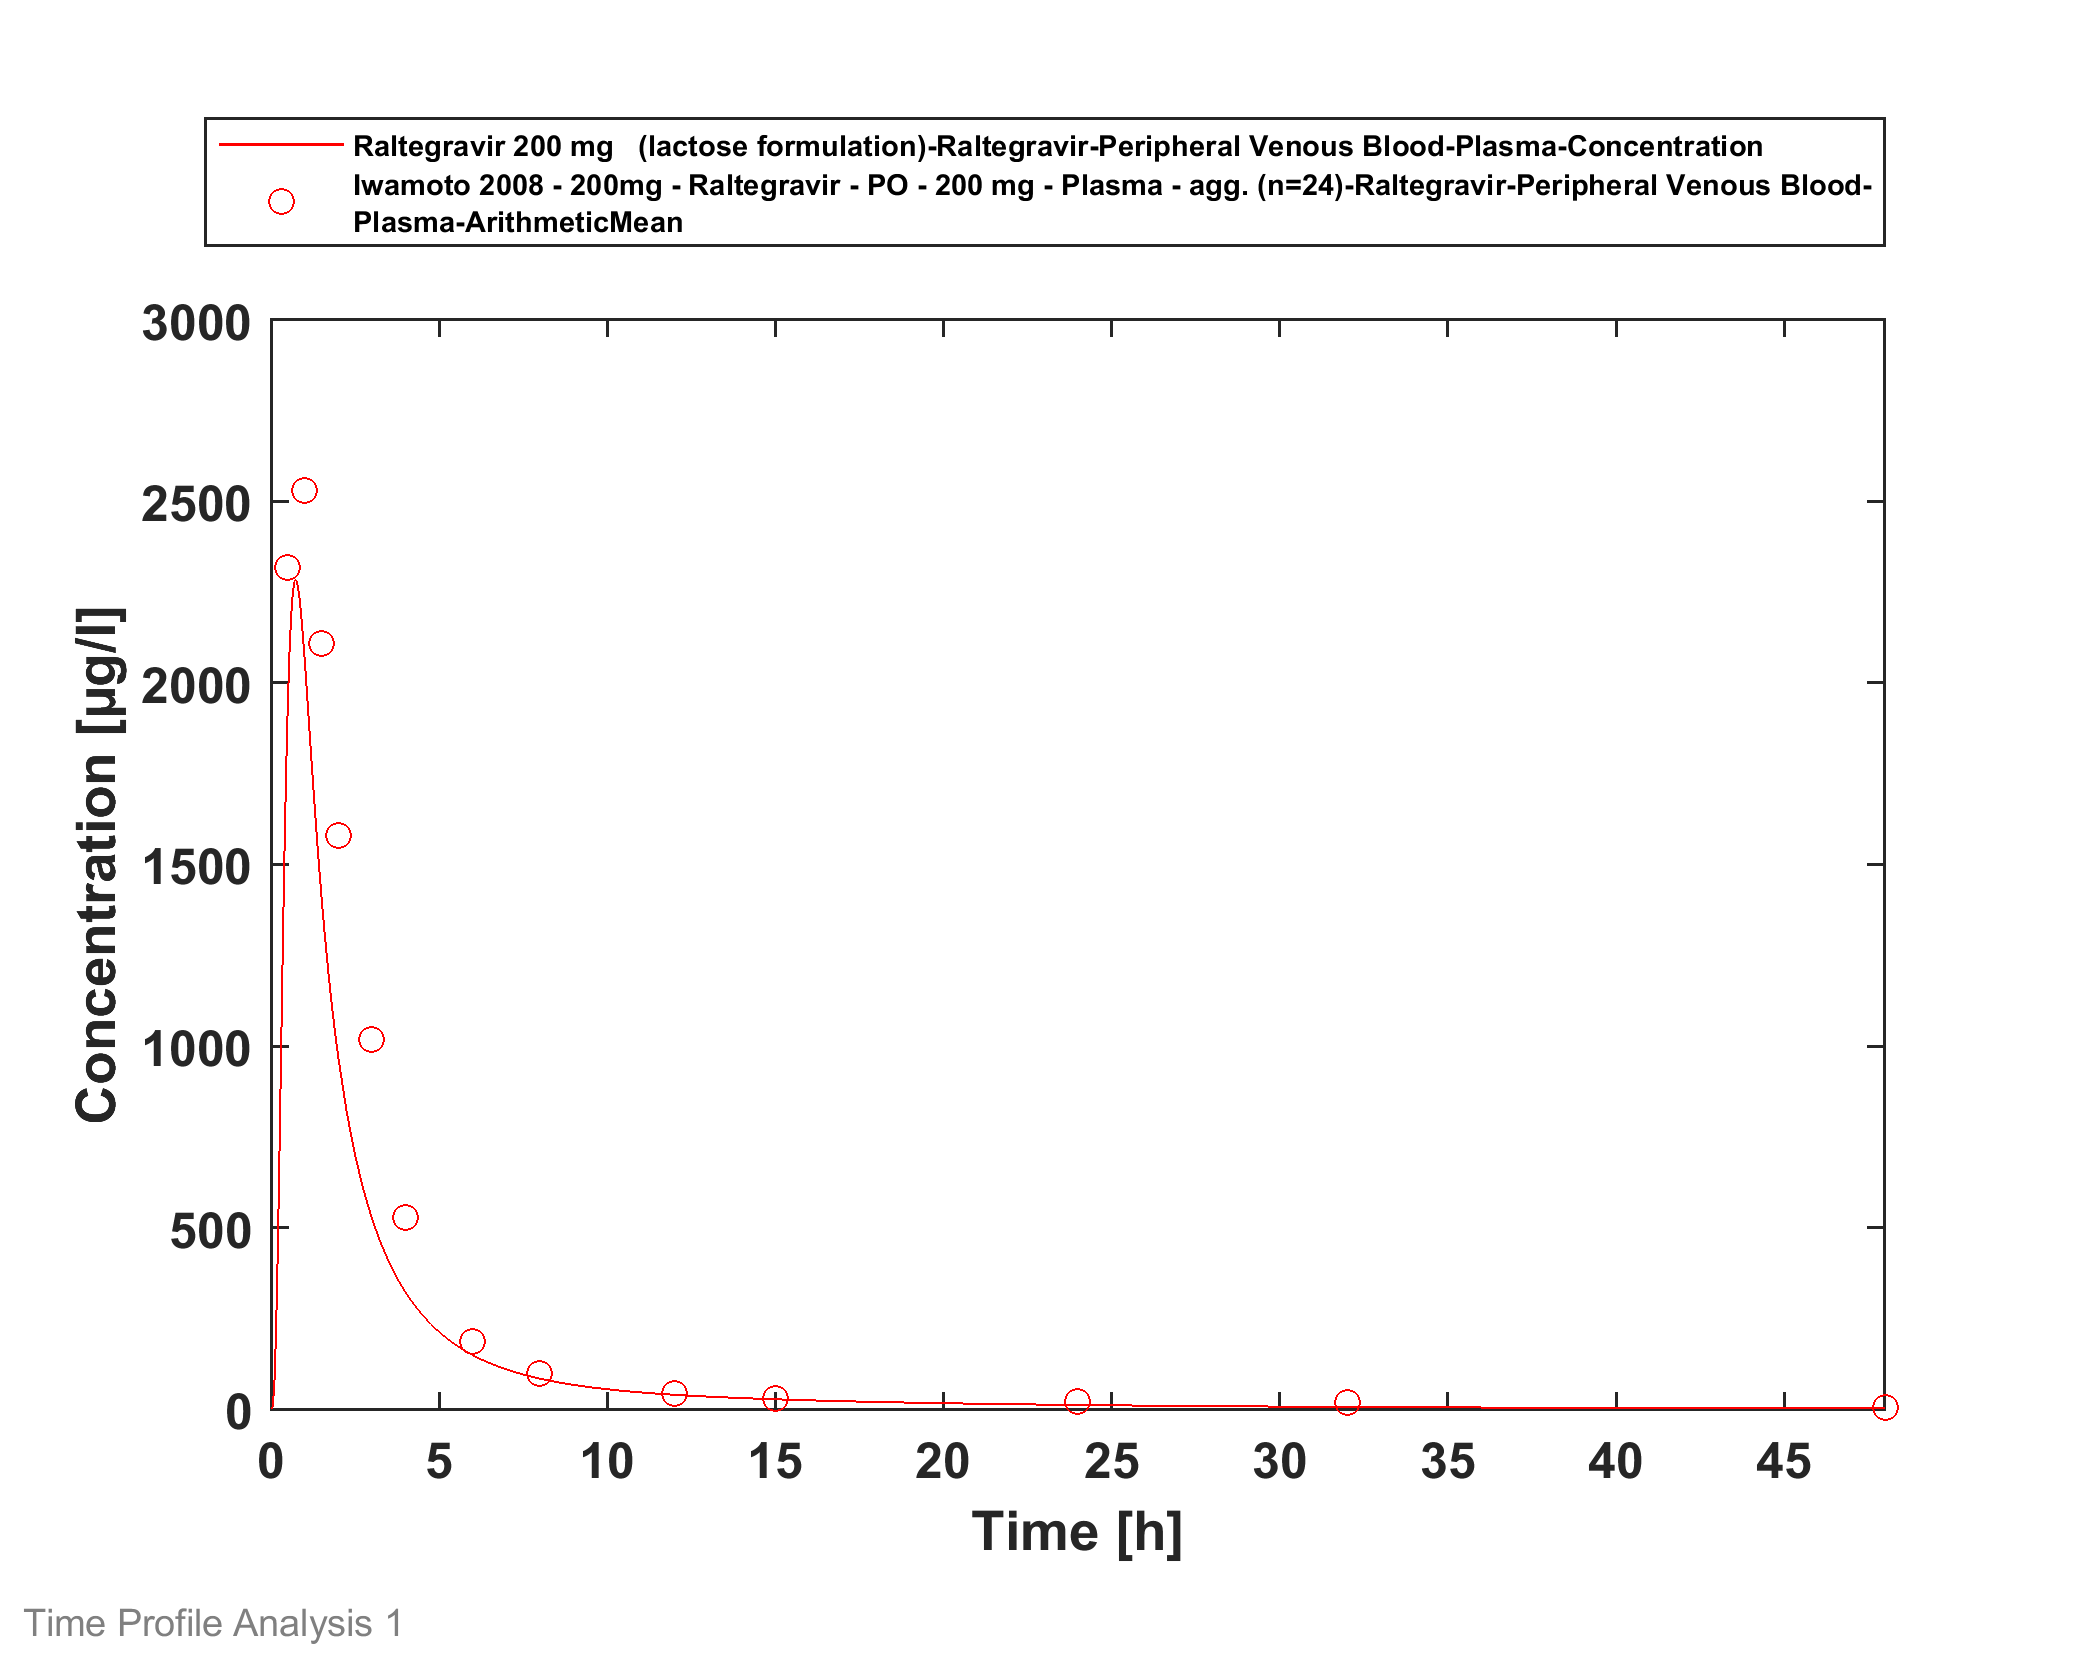 Raltegravir 200 mg   (lactose formulation)-Raltegravir-Peripheral Venous Blood-Plasma-Concentration
Iwamoto 2008 - 200mg - Raltegravir - PO - 200 mg - Plasma - agg. (n=24)-Raltegravir-Peripheral Venous Blood-
Plasma-ArithmeticMean
3000
2500
2000
1500
1000
500
0
Concentration [µg/l]
0 5 10 15 20 25 30 35 40 45
Time [h]
Time Profile Analysis 1